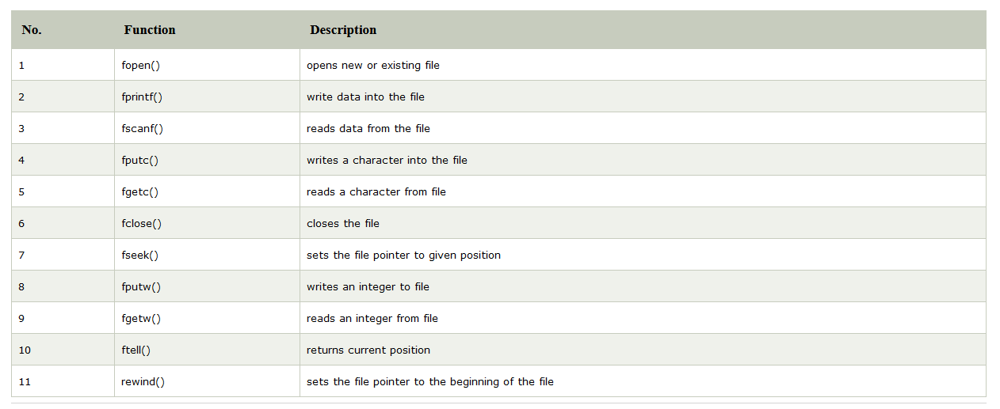 No. Function Description
1 fopen() opens new or existing file
2 fprintf() write data into the file
3 fscanf() reads data from the file
4 fputc() writes a character into the file
5 fgetc() reads a character from file
6 fclose() closes the file
7 fseek() sets the file pointer to given position
8 fputw() writes an integer to file
9 fgetw() reads an integer from file
10 ftell() returns current position
11 rewind() sets the file pointer to the beginning of the file